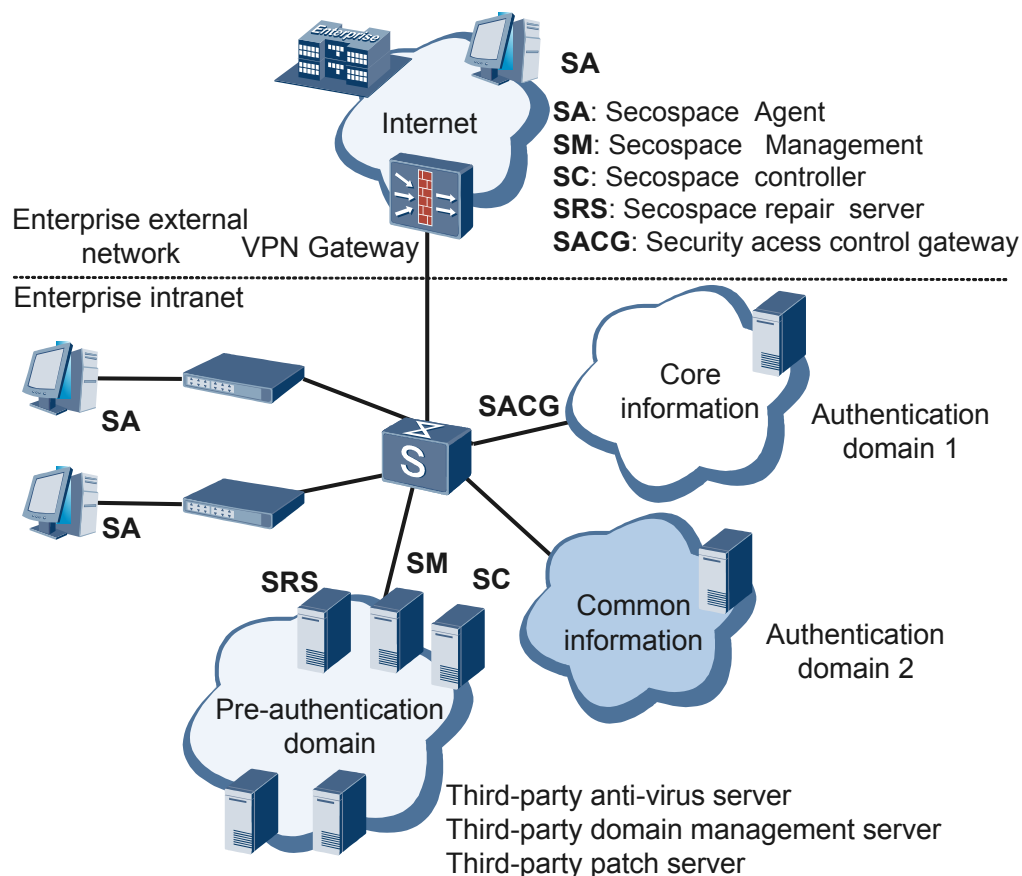 Enterprise
SA
Internet
SA: Secospace Agent
SM: Secospace Management
SC: Secospace controller
SRS: Secospace repair server
SACG: Security acess control gateway
Enterprise external
network
VPN Gateway
Enterprise intranet
SA
SA
SACG
S
Core
information
Authentication
domain 1
SRS
SM
SC
Common
information
Authentication
domain 2
Pre-authentication
domain
Third-party anti-virus server
Third-party domain management server
Third-party patch server